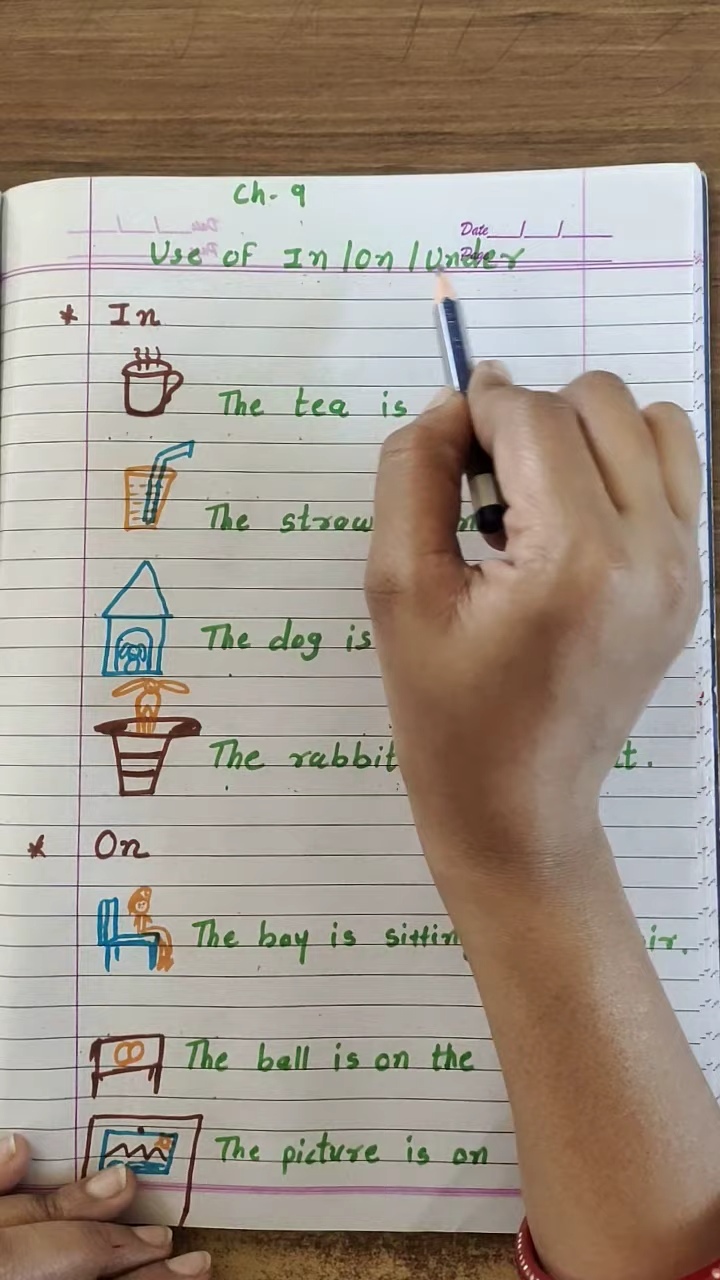 Ch- 9
Date
Use of In/On/Under
* In
The tea is
The straw
The dog is
The rabbit
* On
The boy is sitting
The ball is on the
The picture is on